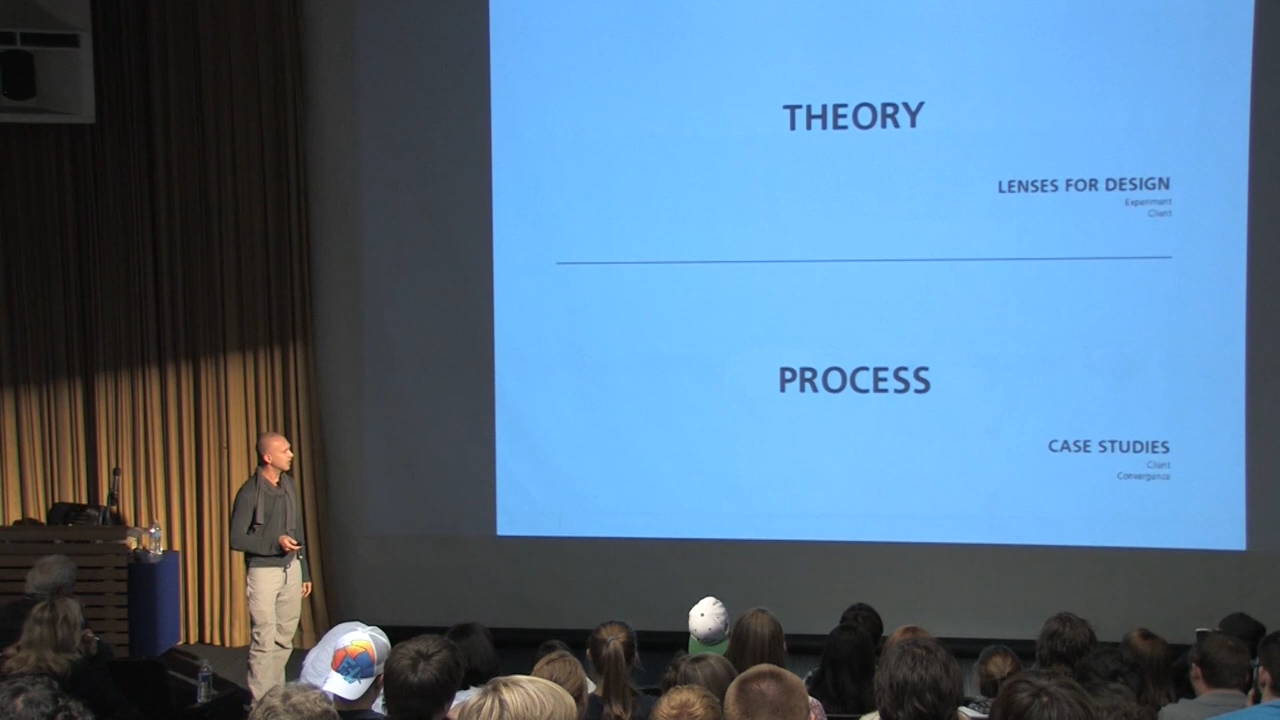 THEORY
LENSES FOR DESIGN
Experiment
Client
PROCESS
CASE STUDIES
Client
Convergence